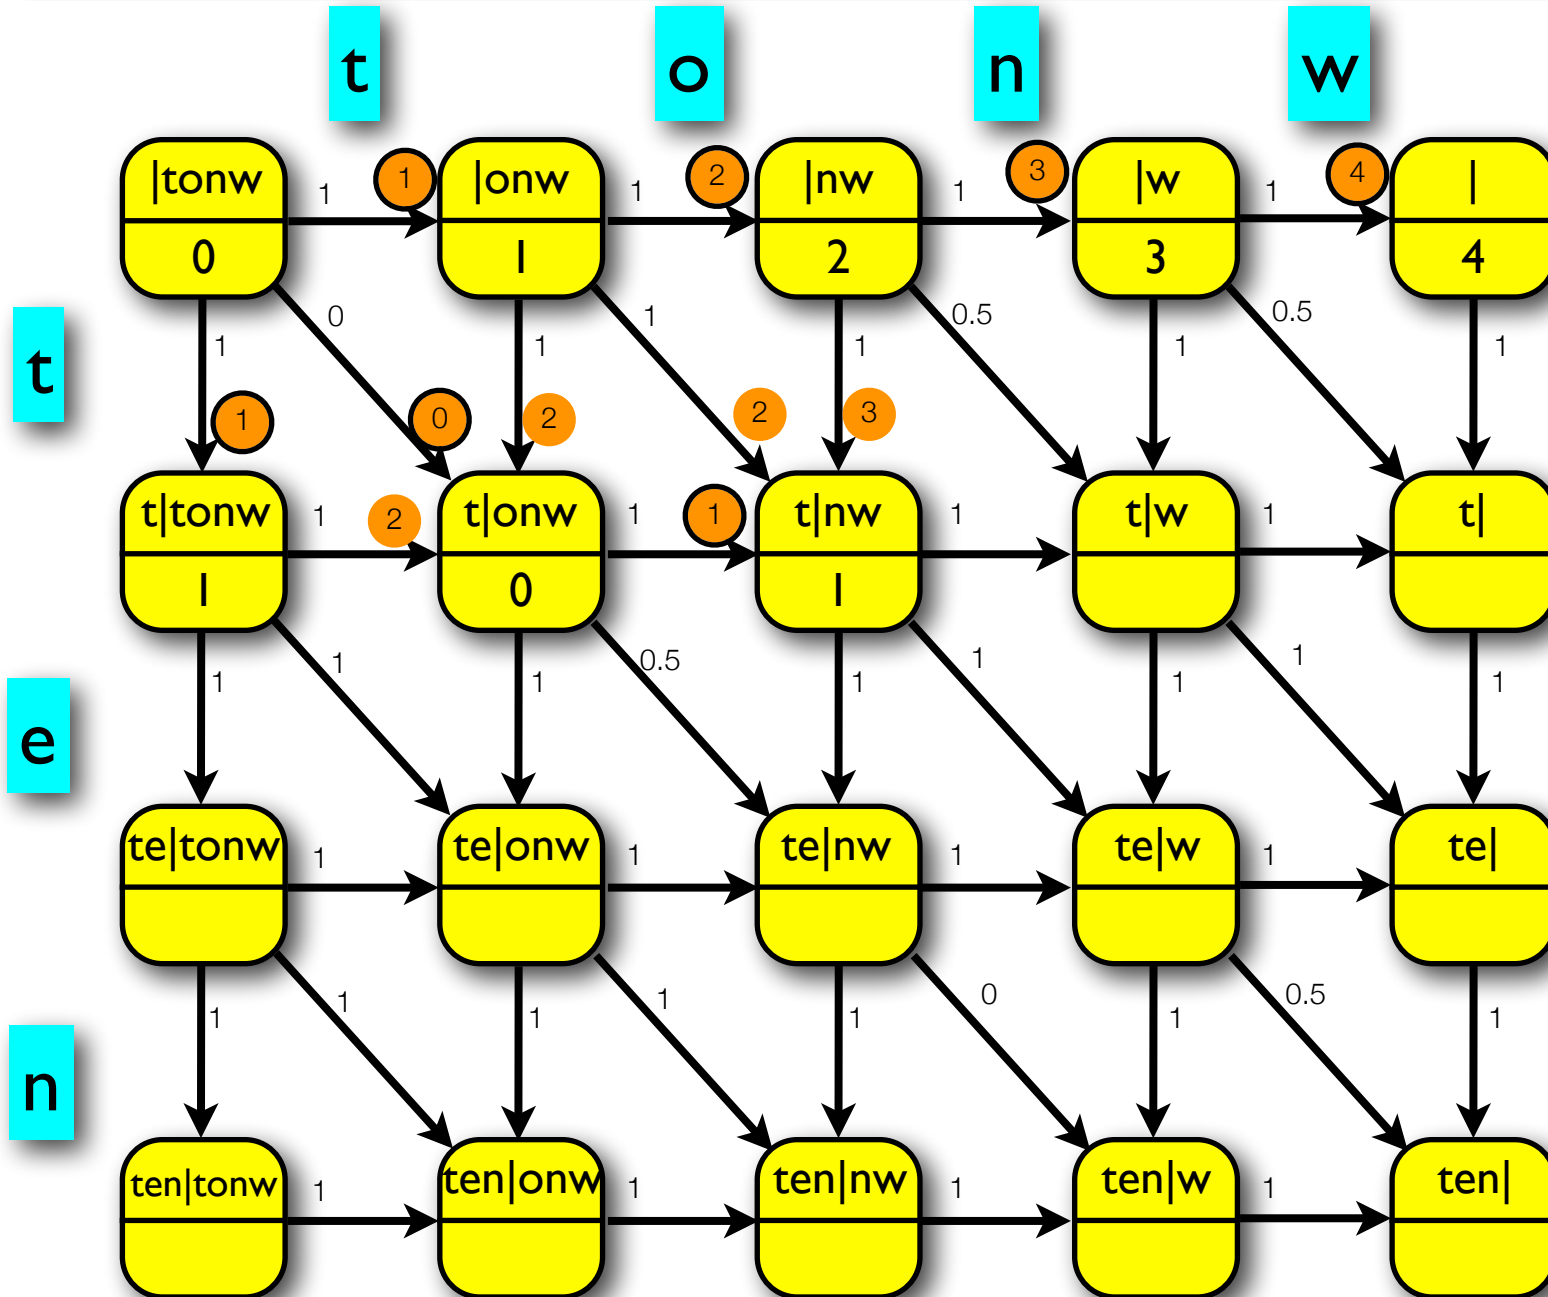 t o n w
|tonw 1 1 |onw 1 2 |nw 1 3 |w 1 4 |
0 1 2 3 4
t
0 1 0.5 0.5
1 1 1 1 1
1 0 2 2 3
t|tonw 1 2 t|onw 1 1 t|nw 1 t|w 1 t|
1 0 1
e
1 1 1 0.5 1 1 1 1 1
te|tonw 1 te|onw 1 te|nw 1 te|w 1 te|
n
1 1 1 1 1 0 1 0.5 1
ten|tonw 1 ten|onw 1 ten|nw 1 ten|w 1 ten|